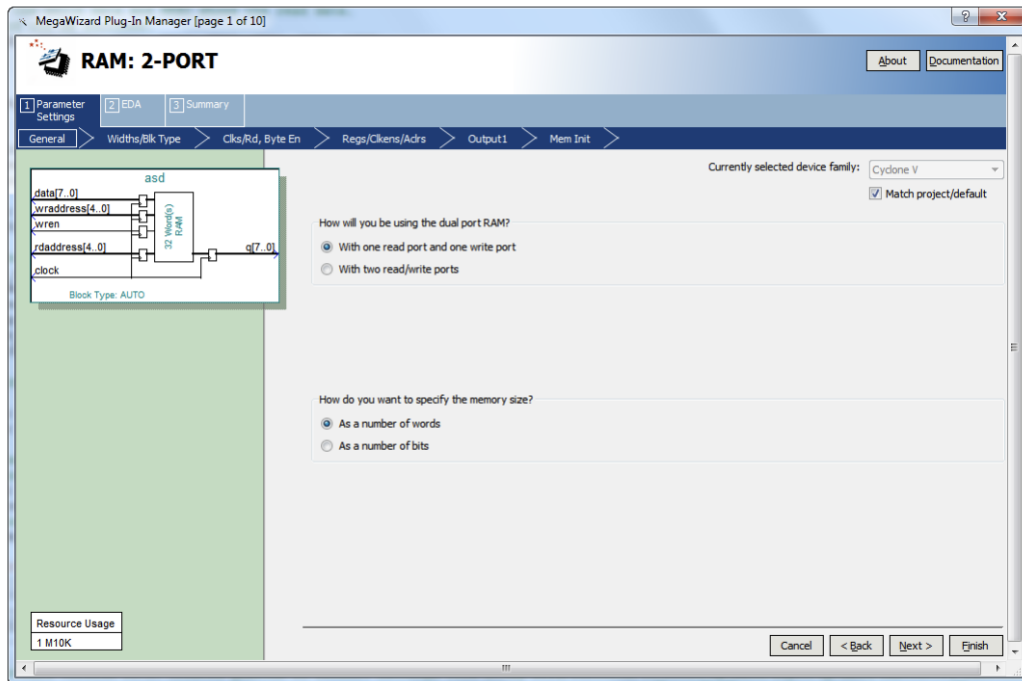 MegaWizard Plug-In Manager [page 1 of 10]
RAM: 2-PORT
About
Documentation
1 Parameter Settings
2 EDA
3 Summary
General
Widths/Blk Type
Clks/Rd, Byte En
Regs/Clkens/Adrs
Output1
Mem Init
Currently selected device family:
Cyclone V
Match project/default
asd
data[7..0]
wraddress[4..0]
wren
rdaddress[4..0]
clock
32 Word(s)
RAM
q[7..0]
Block Type: AUTO
How will you be using the dual port RAM?
With one read port and one write port
With two read/write ports
How do you want to specify the memory size?
As a number of words
As a number of bits
Resource Usage
1 M10K
Cancel
< Back
Next >
Finish